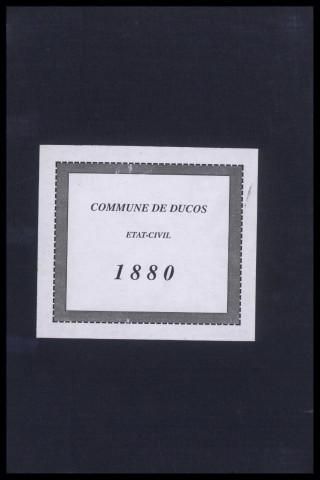 COMMUNE DE DUCOS
ETAT-CIVIL
1880